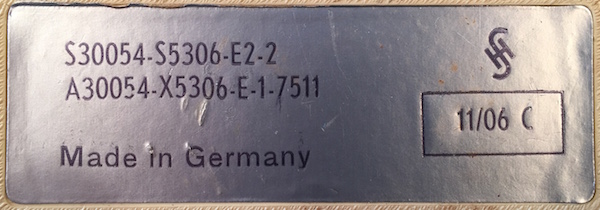 S30054-S5306-E2-2
A30054-X5306-E-1-7511
11/06 C
Made in Germany